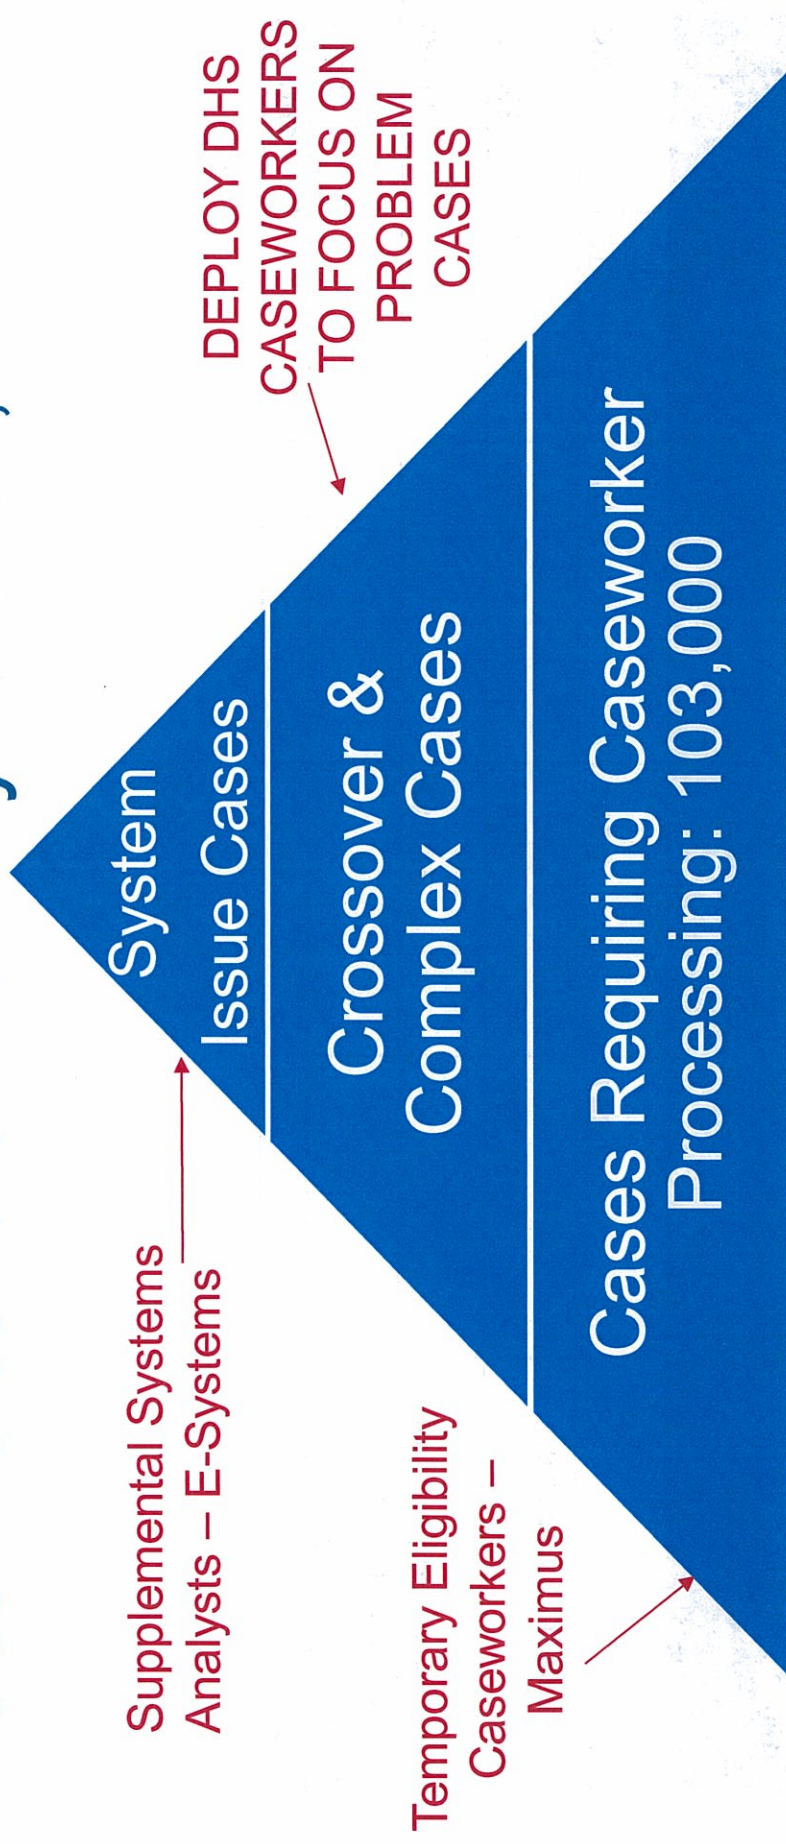 Supplemental Systems
Analysts – E-Systems
System
Issue Cases
DEPLOY DHS
CASEWORKERS
TO FOCUS ON
PROBLEM
CASES
Crossover &
Complex Cases
Temporary Eligibility
Caseworkers –
Maximus
Cases Requiring Caseworker
Processing: 103,000